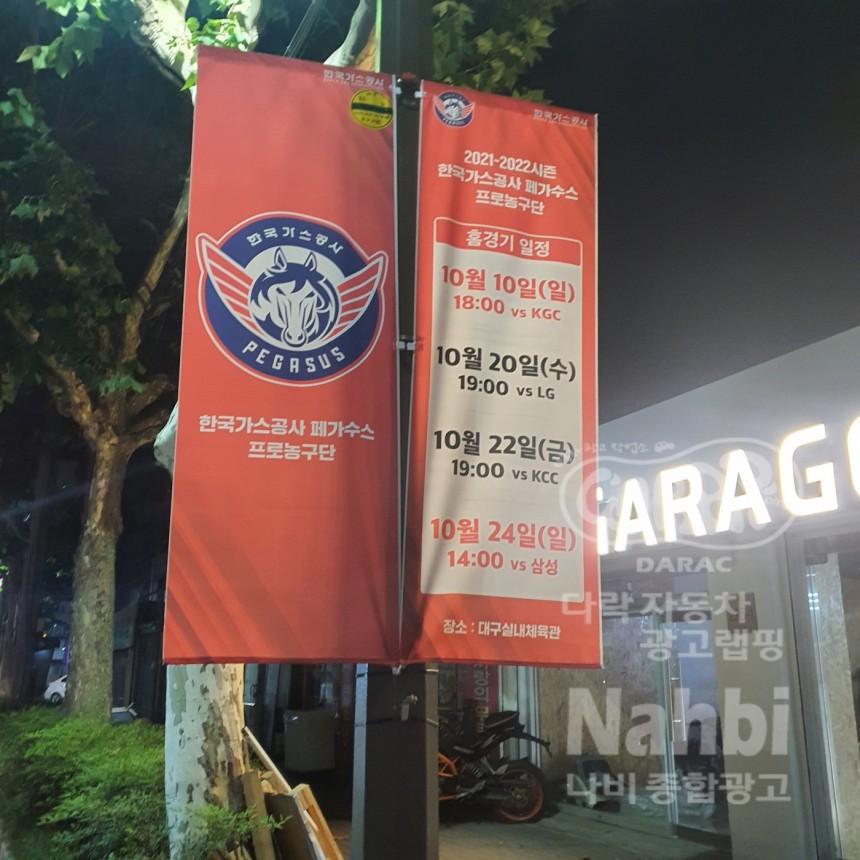 한국가스공사
한국가스공사
PEGASUS
한국가스공사 페가수스
프로농구단
한국가스공사
2021-2022시즌
한국가스공사 페가수스
프로농구단
홈경기 일정
10월 10일(일)
18:00 vs KGC
10월 20일(수)
19:00 vs LG
10월 22일(금)
19:00 vs KCC
10월 24일(일)
14:00 vs 삼성
장소 : 대구실내체육관
GARAG
DARAC
다락 자동차
광고랩핑
Nahbi
나비 종합광고